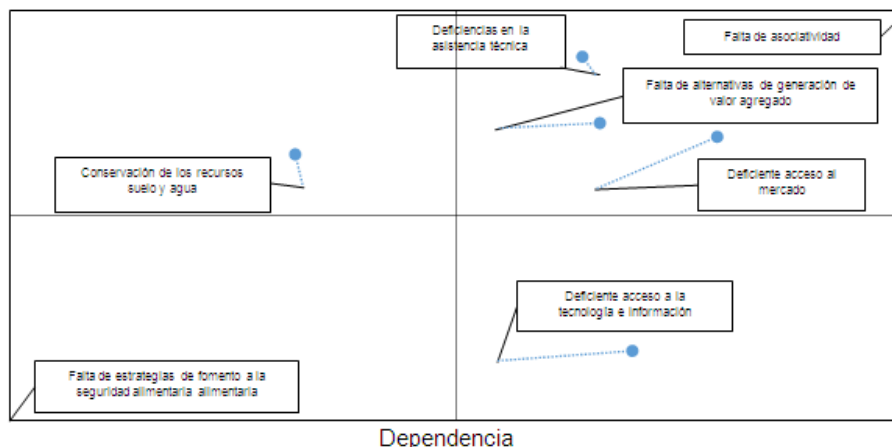 Deficiencias en la
asistencia técnica
Falta de asociatividad
Falta de alternativas de generación de
valor agregado
Conservación de los recursos
suelo y agua
Deficiente acceso al
mercado
Deficiente acceso a la
tecnología e información
Falta de estrategias de fomento a la
seguridad alimentaria alimentaria
Dependencia